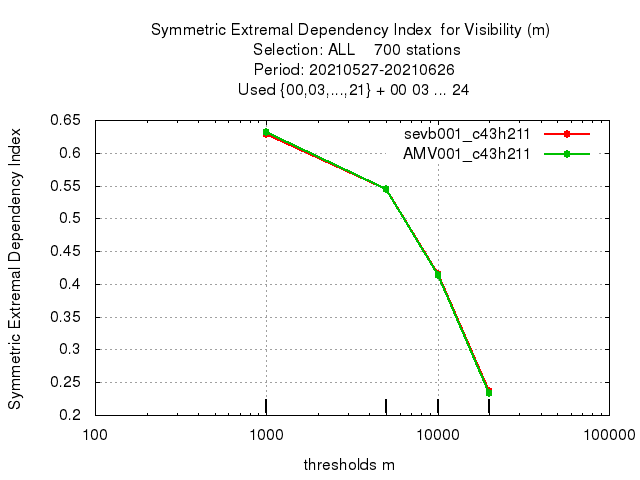 Symmetric Extremal Dependency Index  for Visibility (m)
Selection: ALL    700 stations
Period: 20210527-20210626
Used {00,03,...,21} + 00 03 ... 24
Symmetric Extremal Dependency Index
0.65
0.6
0.55
0.5
0.45
0.4
0.35
0.3
0.25
0.2
sevb001_c43h211
AMV001_c43h211
100 1000 10000 100000
thresholds m